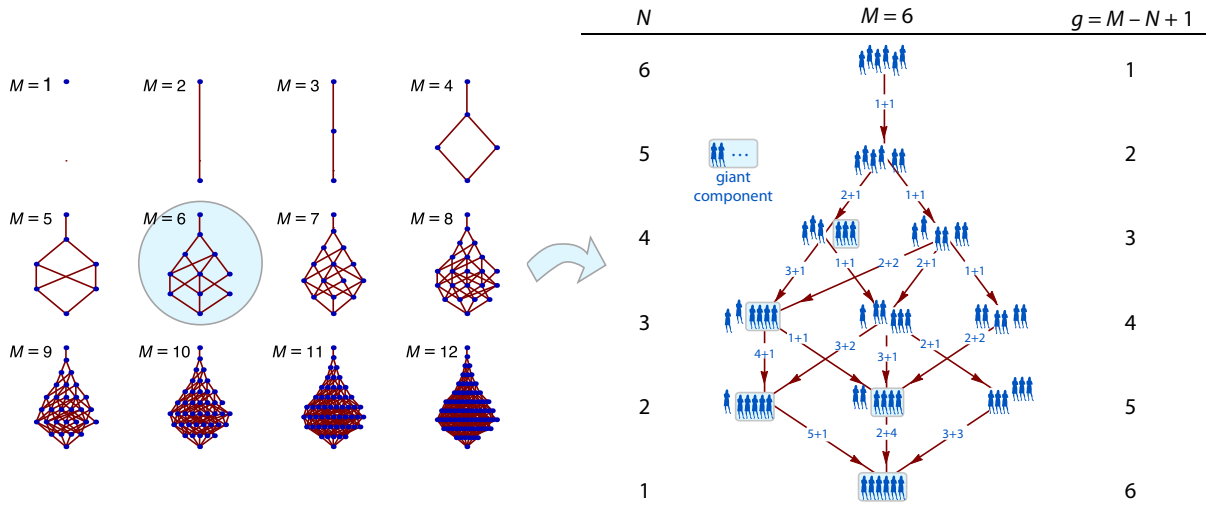 N M = 6 g = M – N + 1
M = 1 M = 2 M = 3 M = 4
M = 5 M = 6 M = 7 M = 8
M = 9 M = 10 M = 11 M = 12
6 1
1+1
5 ... 2
giant
component
2+1 1+1
4 3
3+1 1+1 2+2 2+1 1+1
3 4
4+1 1+1 3+2 3+1 2+1 2+2
2 5
5+1 2+4 3+3
1 6